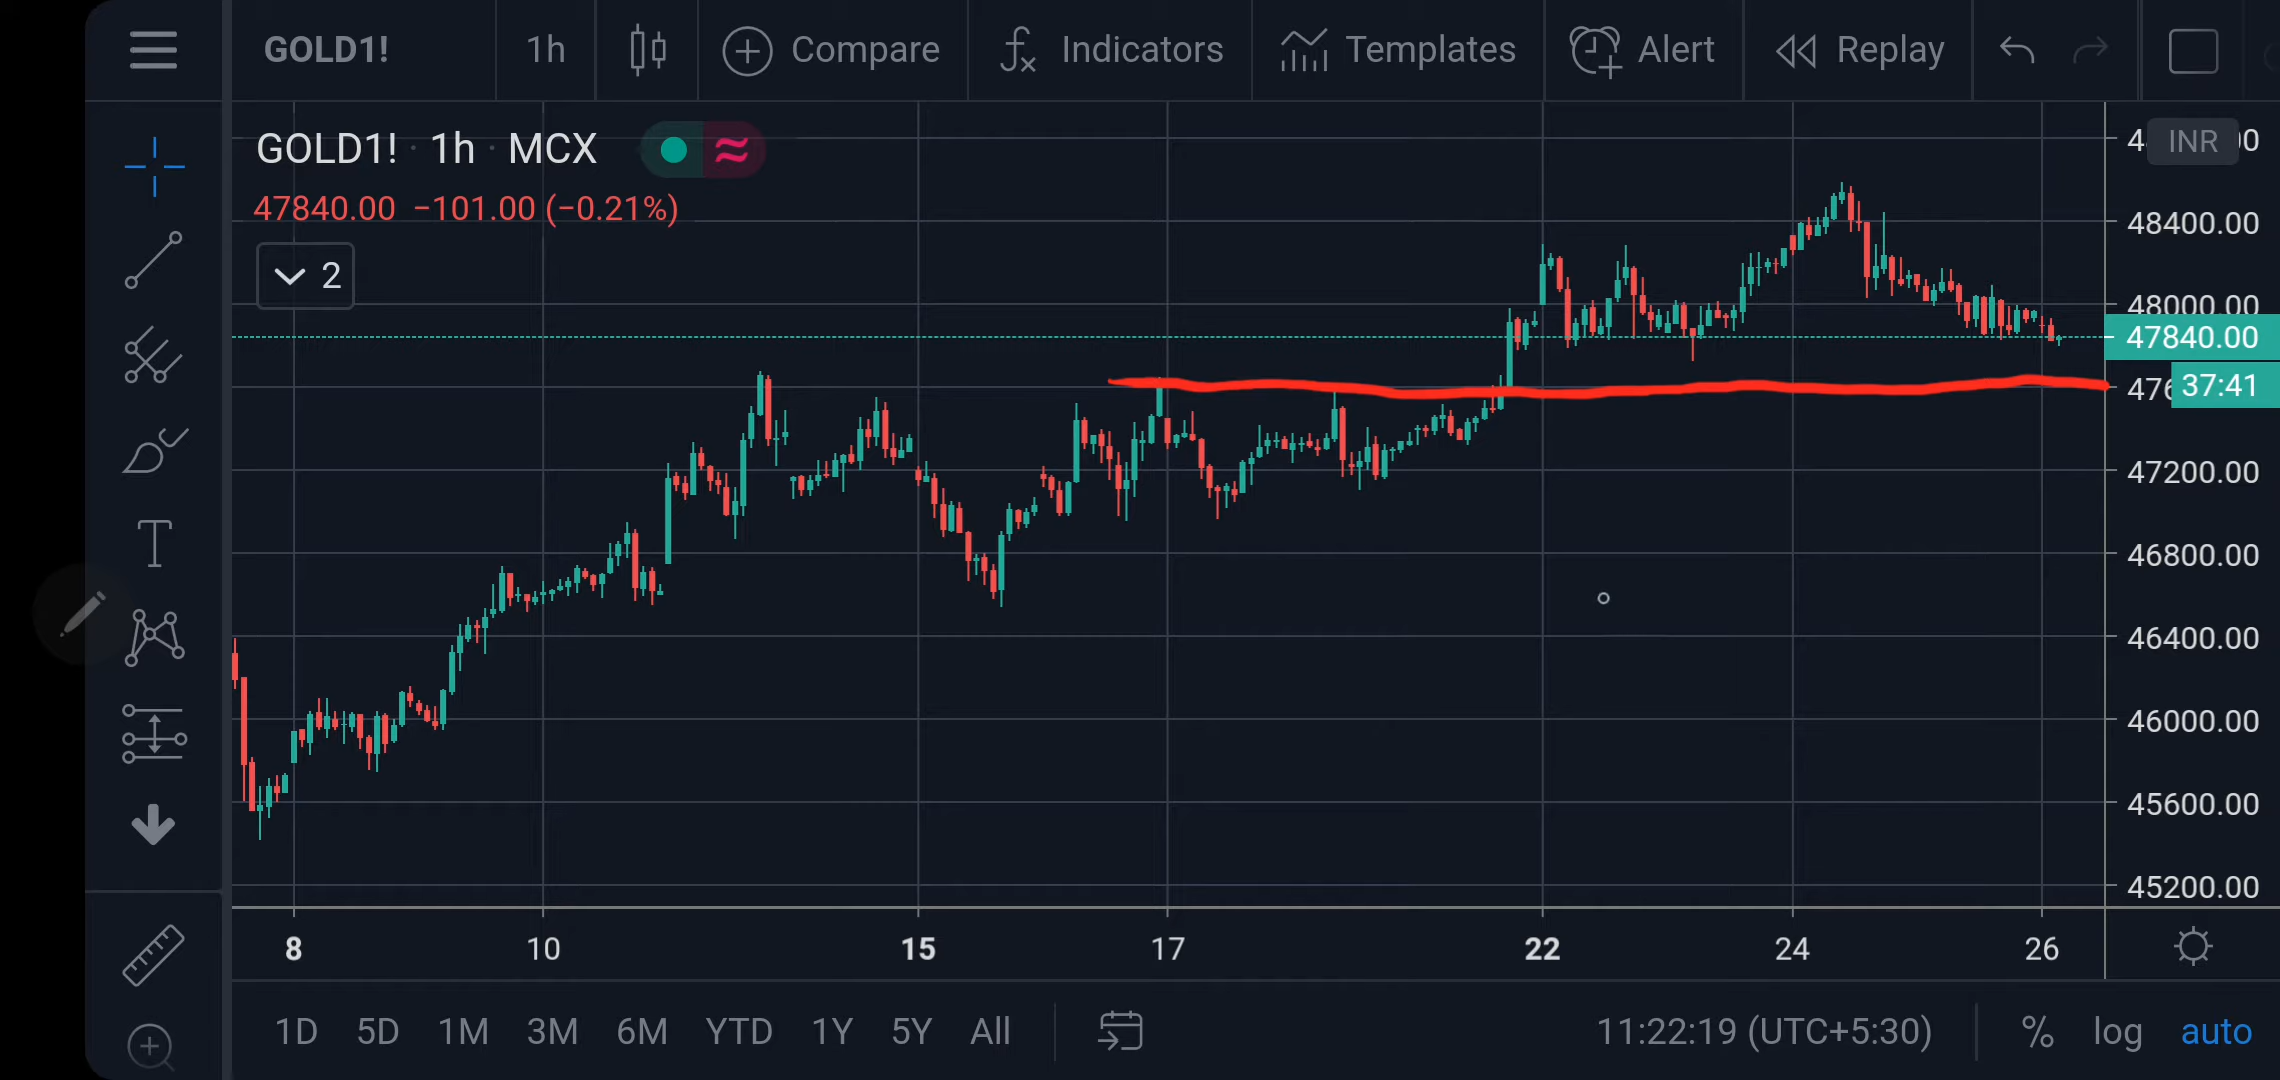 GOLD1! 1h Compare Indicators Templates Alert Replay
GOLD1! · 1h · MCX
47840.00 −101.00 (−0.21%)
2
INR
48400.00
48000.00
47840.00
37:41
47200.00
46800.00
46400.00
46000.00
45600.00
45200.00
8 10 15 17 22 24 26
1D 5D 1M 3M 6M YTD 1Y 5Y All 11:22:19 (UTC+5:30) % log auto